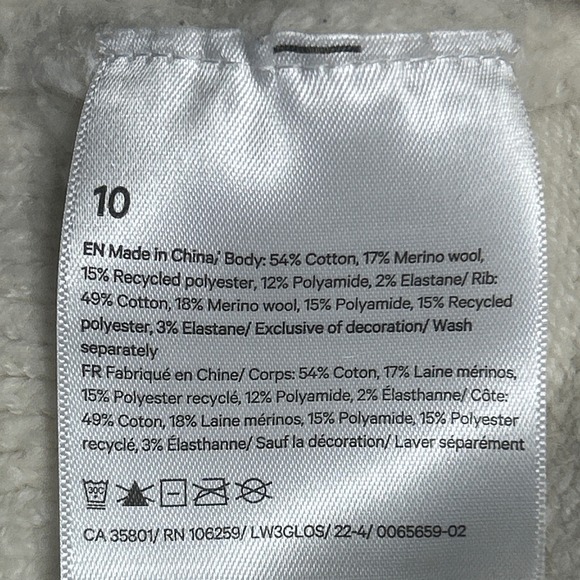 10
EN Made in China/ Body: 54% Cotton, 17% Merino wool,
15% Recycled polyester, 12% Polyamide, 2% Elastane/ Rib:
49% Cotton, 18% Merino wool, 15% Polyamide, 15% Recycled
polyester, 3% Elastane/ Exclusive of decoration/ Wash
separately
FR Fabriqué en Chine/ Corps: 54% Coton, 17% Laine mérinos,
15% Polyester recyclé, 12% Polyamide, 2% Élasthanne/ Côte:
49% Coton, 18% Laine mérinos, 15% Polyamide, 15% Polyester
recyclé, 3% Élasthanne/ Sauf la décoration/ Laver séparément
30°
CA 35801/ RN 106259/ LW3GLOS/ 22-4/ 0065659-02